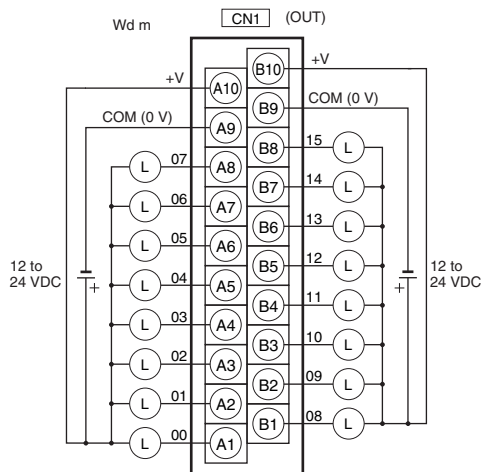 Wd m
CN1 (OUT)
+V A10 B10 +V
COM (0 V) A9 B9 COM (0 V)
L 07 A8 B8 15 L
L 06 A7 B7 14 L
L 05 A6 B6 13 L
L 04 A5 B5 12 L
L 03 A4 B4 11 L
L 02 A3 B3 10 L
L 01 A2 B2 09 L
L 00 A1 B1 08 L
12 to
24 VDC
+
12 to
24 VDC
+